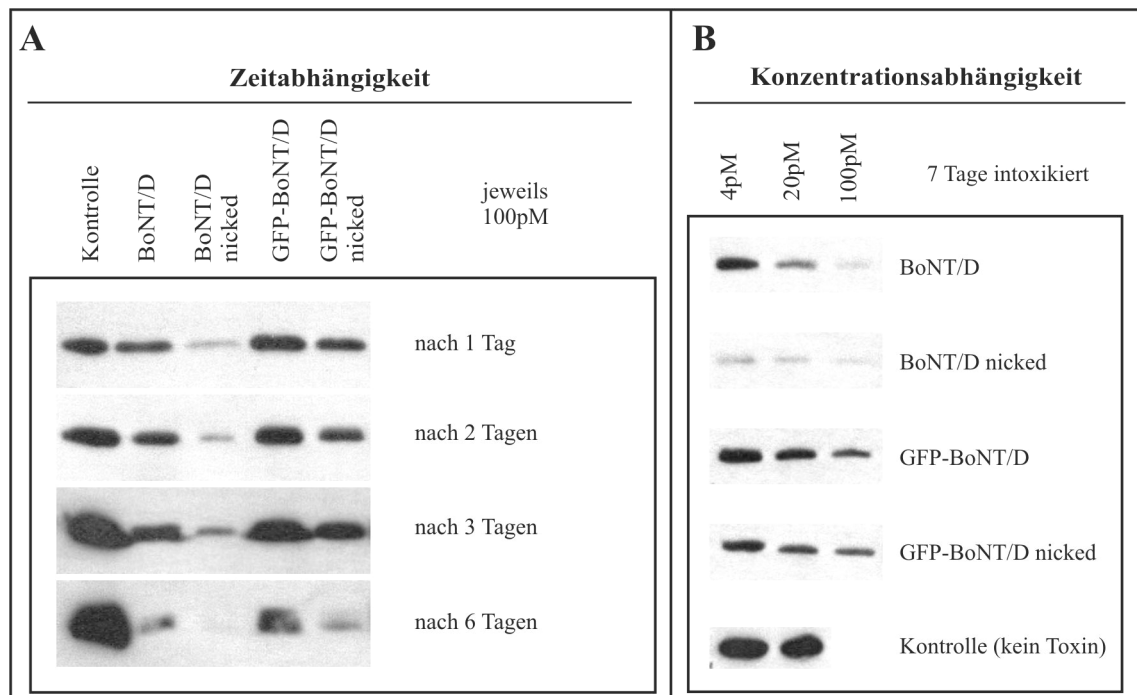 A
Zeitabhängigkeit
Kontrolle
BoNT/D
BoNT/D
nicked
GFP-BoNT/D
GFP-BoNT/D
nicked
jeweils
100pM
nach 1 Tag
nach 2 Tagen
nach 3 Tagen
nach 6 Tagen
B
Konzentrationsabhängigkeit
4pM
20pM
100pM
7 Tage intoxikiert
BoNT/D
BoNT/D nicked
GFP-BoNT/D
GFP-BoNT/D nicked
Kontrolle (kein Toxin)